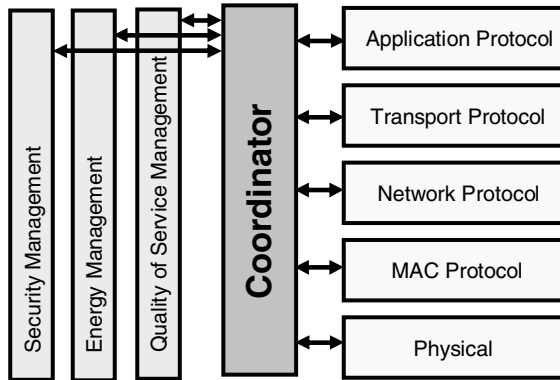 Security Management
Energy Management
Quality of Service Management
Coordinator
Application Protocol
Transport Protocol
Network Protocol
MAC Protocol
Physical